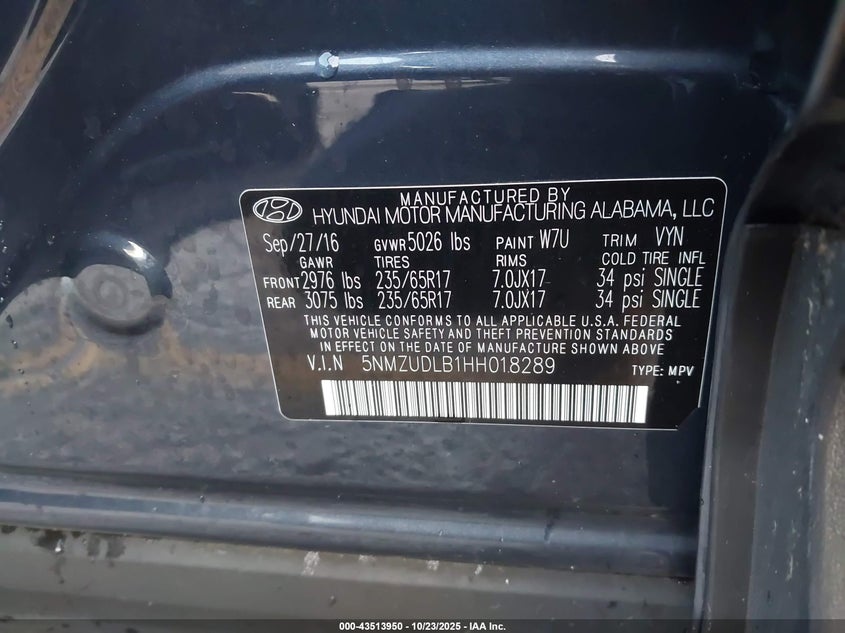 MANUFACTURED BY
HYUNDAI MOTOR MANUFACTURING ALABAMA, LLC
Sep/27/16 GVWR 5026 lbs PAINT W7U TRIM VYN
GAWR TIRES RIMS COLD TIRE INFL
FRONT 2976 lbs 235/65R17 7.0JX17 34 psi SINGLE
REAR 3075 lbs 235/65R17 7.0JX17 34 psi SINGLE
THIS VEHICLE CONFORMS TO ALL APPLICABLE U.S.A. FEDERAL
MOTOR VEHICLE SAFETY AND THEFT PREVENTION STANDARDS
IN EFFECT ON THE DATE OF MANUFACTURE SHOWN ABOVE
V.I.N 5NMZUDLB1HH018289 TYPE: MPV
000-43513950 - 10/23/2025 - IAA Inc.